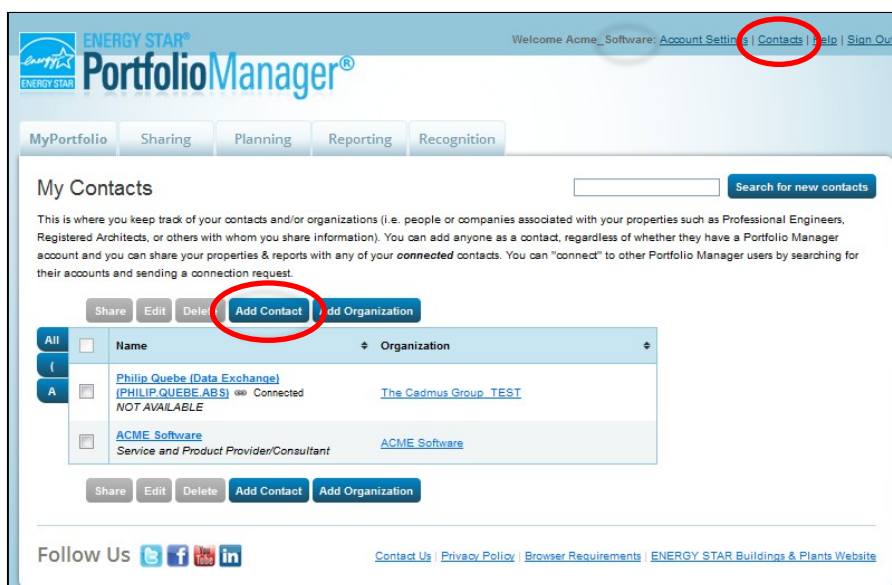 ENERGY STAR®
PortfolioManager®
energy
ENERGY STAR
Welcome Acme_Software: Account Settings | Contacts | Help | Sign Out
MyPortfolio Sharing Planning Reporting Recognition
My Contacts
Search for new contacts
This is where you keep track of your contacts and/or organizations (i.e. people or companies associated with your properties such as Professional Engineers,
Registered Architects, or others with whom you share information). You can add anyone as a contact, regardless of whether they have a Portfolio Manager
account and you can share your properties & reports with any of your connected contacts. You can "connect" to other Portfolio Manager users by searching for
their accounts and sending a connection request.
Share Edit Delete Add Contact Add Organization
All
(
A
Name Organization
Philip Quebe (Data Exchange)
(PHILIP.QUEBE.ABS) Connected
NOT AVAILABLE
The Cadmus Group TEST
ACME Software
Service and Product Provider/Consultant
ACME Software
Share Edit Delete Add Contact Add Organization
Follow Us You Tube in
Contact Us | Privacy Policy | Browser Requirements | ENERGY STAR Buildings & Plants Website